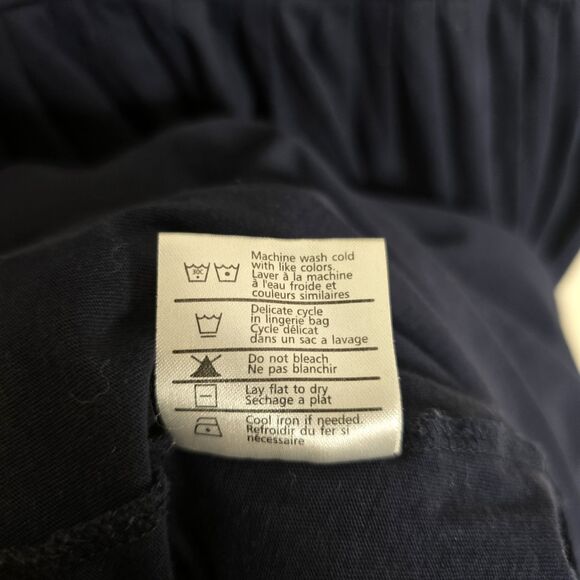 30C
Machine wash cold
with like colors.
Laver à la machine
à l'eau froide et
couleurs similaires
Delicate cycle
in lingerie bag
Cycle délicat
dans un sac a lavage
Do not bleach
Ne pas blanchir
Lay flat to dry
Sechage a plat
Cool iron if needed.
Refroidir du fer si
nécessaire